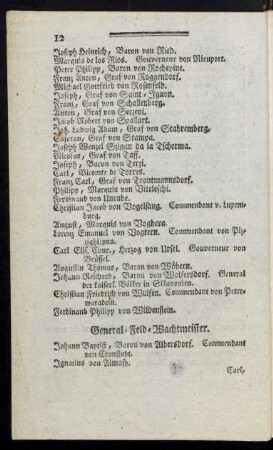 12
Joseph Heinrich, Baron von Ried.
Marquis de los Rios. Gouverneur von Nieuport.
Peter Philipp, Baron von Rochepine.
Franz Anton, Graf von Roggendorf.
Michael Gottfried von Rosenfeld.
Joseph, Graf von Saint-Ignon.
Franz, Graf von Schallenberg.
Anton, Graf von Seczeni.
Jacob Robert von Spallart.
Joh. Ludwig Adam, Graf von Stahremberg.
Cajetan, Graf von Stampa.
Joseph Wenzel Sztgan da la Tscherma.
Nicolas, Graf von Taff.
Joseph, Baron von Terzi.
Carl, Vicomte de Torres.
Franz Carl, Graf von Trautmannsdorf.
Philipp, Marquis von Viteleschi.
Ferdinand von Unruhe.
Christian Jacob von Vogelsang. Commendant v. Luxem-
burg.
August, Marquis von Voghera.
Lorenz Emanuel von Vogtern. Commendant von Piz-
zighitona.
Carl Elis. Conr., Herzog von Ursel. Gouverneur von
Brüssel.
Augustin Thomas, Baron von Wöbern.
Johann Reichard, Baron von Wolfersdorf. General
der kaiserl. Völker in Sclavonien.
Christian Friedrich von Wulfen. Commendant von Peter-
waradein.
Ferdinand Philipp von Wildenstein.
General-Feld-Wachtmeister.
Johann Baptist, Baron von Albersdorf. Commendant
von Cronstadt.
Ignatius von Almasy.
Carl,